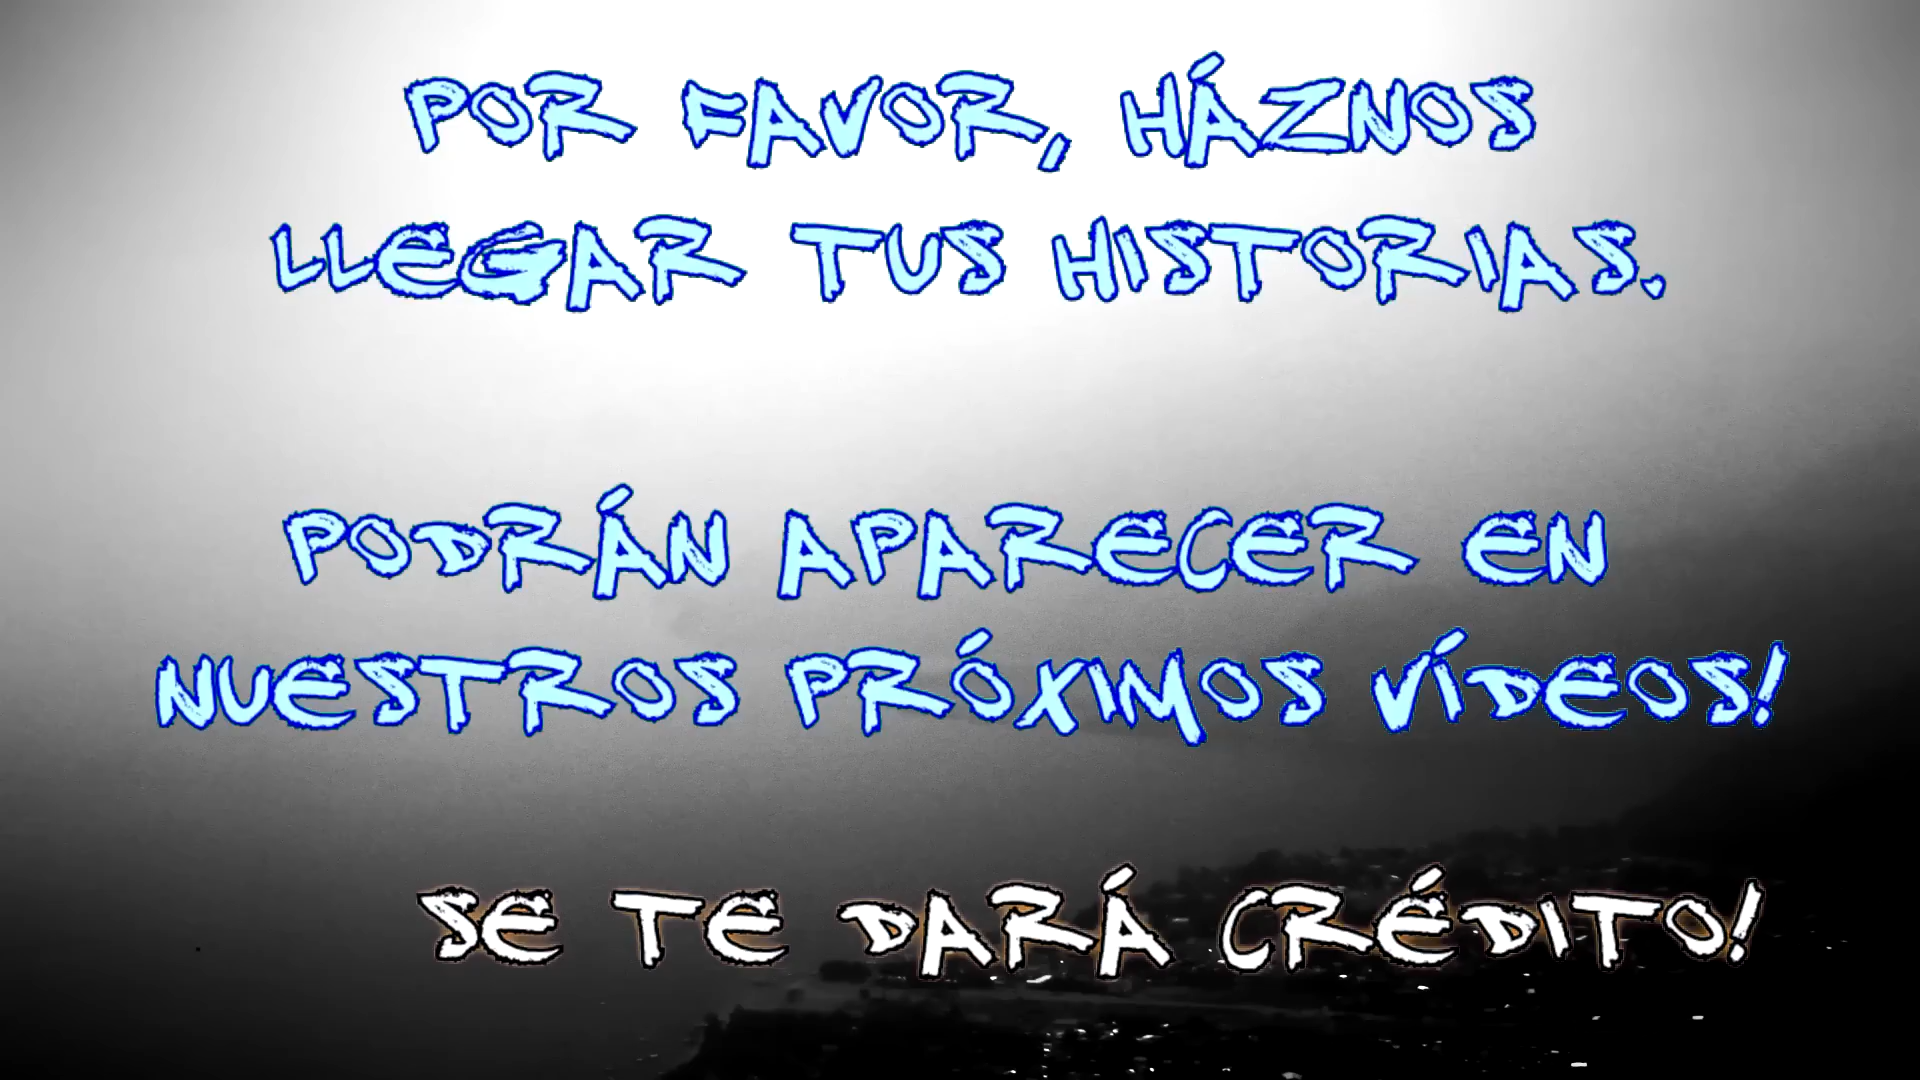 POR FAVOR, HÁZNOS
LLEGAR TUS HISTORIAS.
PODRÁN APARECER EN
NUESTROS PRÓXIMOS VÍDEOS!
SE TE DARÁ CRÉDITO!